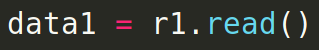 data1 = r1.read()